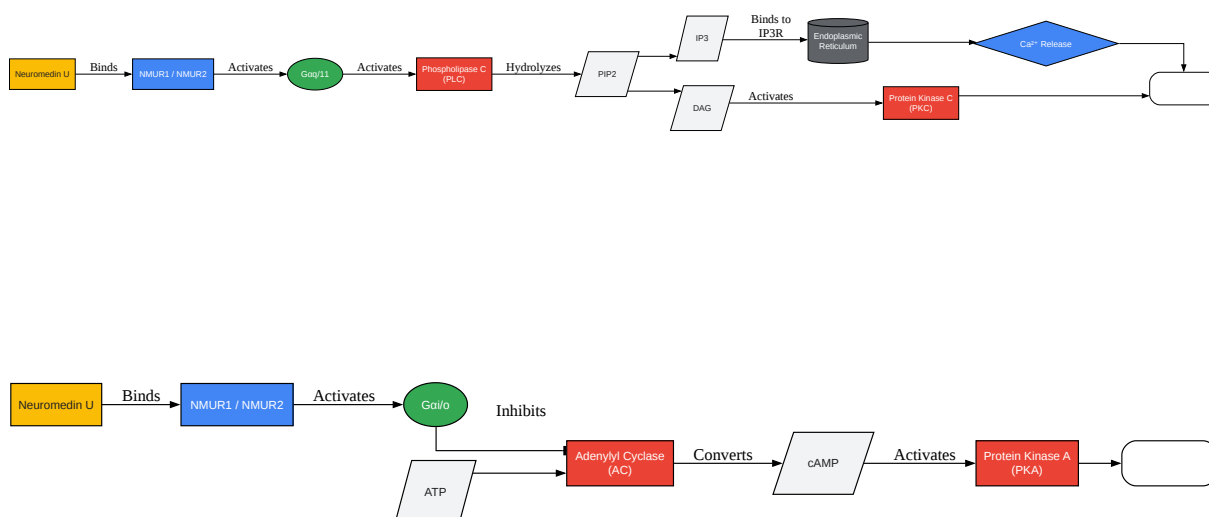 Neuromedin U
Binds
NMUR1 / NMUR2
Activates
Gαq/11
Activates
Phospholipase C
(PLC)
Hydrolyzes
PIP2
IP3
Binds to
IP3R
Endoplasmic
Reticulum
Ca²⁺ Release
DAG
Activates
Protein Kinase C
(PKC)
Neuromedin U
Binds
NMUR1 / NMUR2
Activates
Gαi/o
Inhibits
ATP
Adenylyl Cyclase
(AC)
Converts
cAMP
Activates
Protein Kinase A
(PKA)